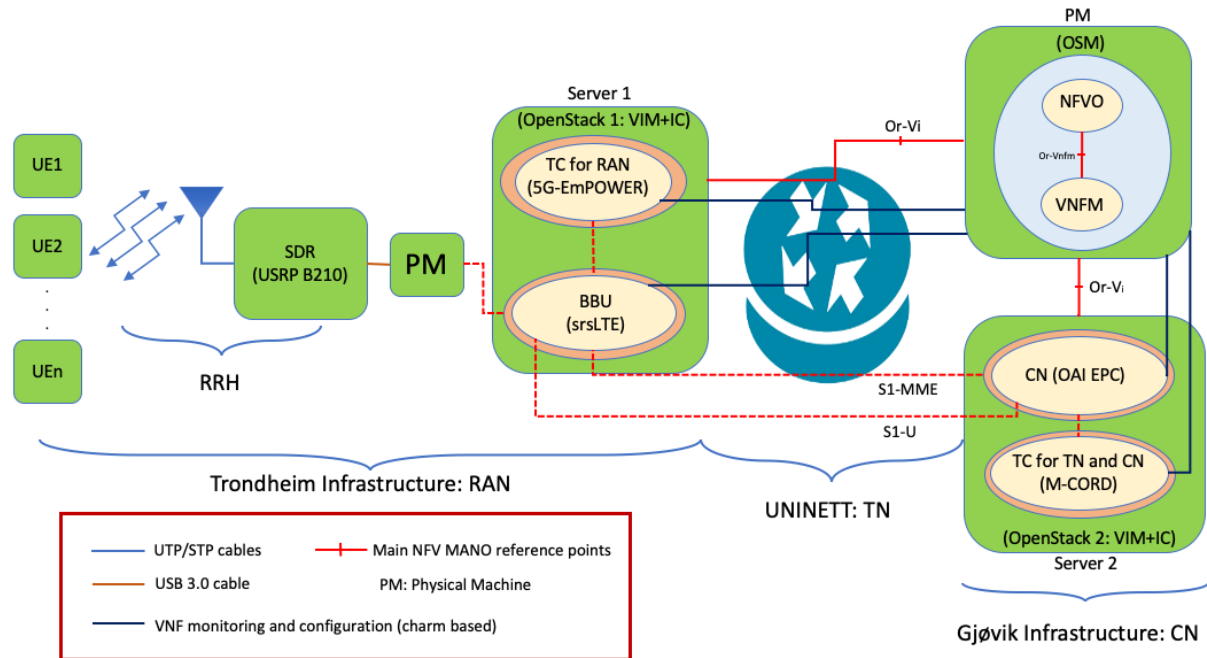 PM
(OSM)
NFVO
Or-Vnfm
VNFM
Server 1
(OpenStack 1: VIM+IC)
TC for RAN
(5G-EmPOWER)
BBU
(srsLTE)
Or-Vi
UE1
UE2
.
.
.
.
UEn
SDR
(USRP B210)
PM
RRH
Or-Vi
CN (OAI EPC)
S1-MME
S1-U
TC for TN and CN
(M-CORD)
(OpenStack 2: VIM+IC)
Server 2
Trondheim Infrastructure: RAN
UNINETT: TN
Gjøvik Infrastructure: CN
UTP/STP cables
Main NFV MANO reference points
USB 3.0 cable
PM: Physical Machine
VNF monitoring and configuration (charm based)